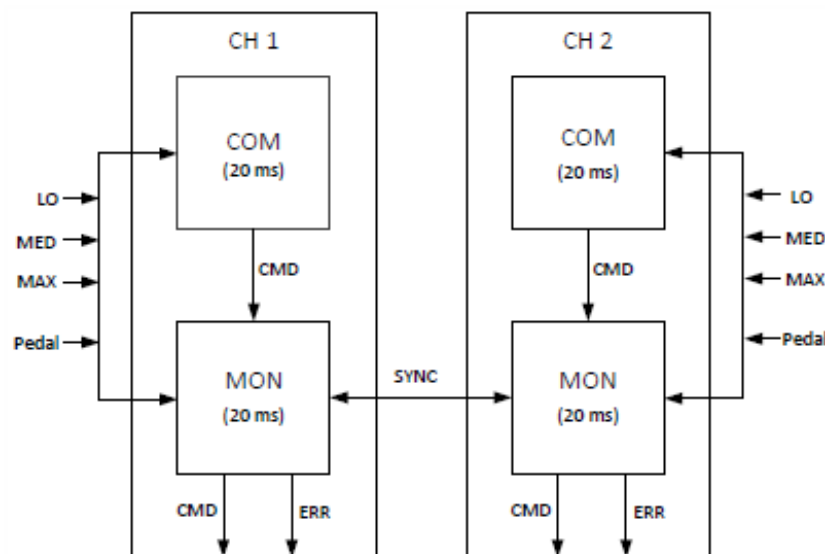 CH 1
COM
(20 ms)
LO
MED
MAX
Pedal
CMD
MON
(20 ms)
CMD
ERR
SYNC
CH 2
COM
(20 ms)
LO
MED
MAX
Pedal
CMD
MON
(20 ms)
CMD
ERR